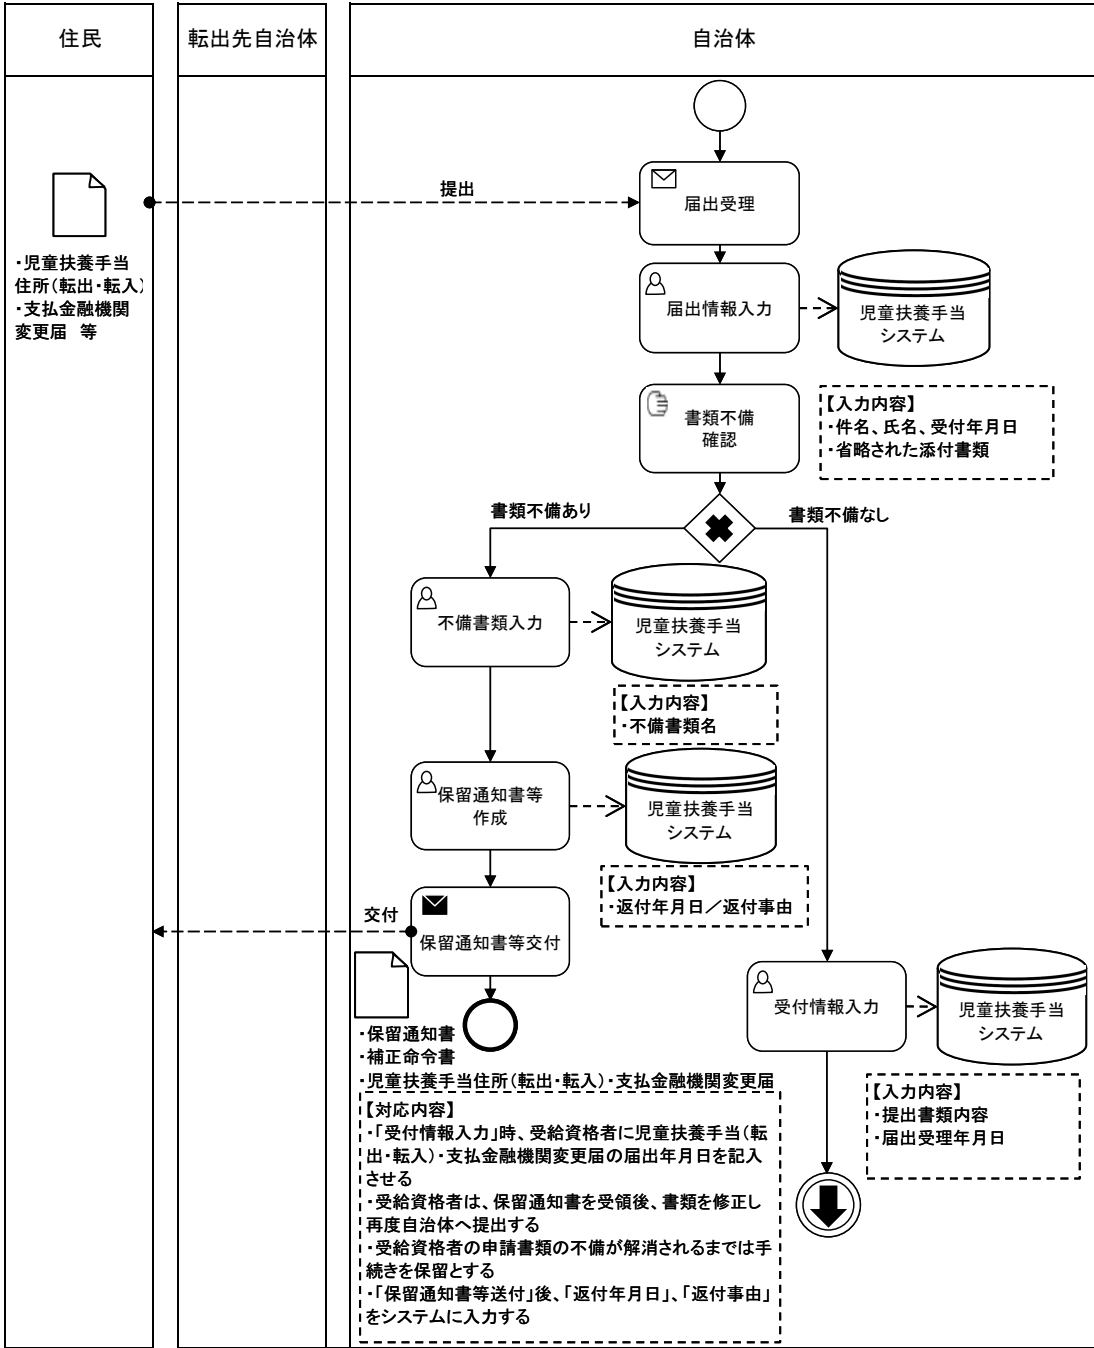 住民
転出先自治体
自治体
提出
届出受理
・児童扶養手当
住所(転出・転入)
・支払金融機関
変更届　等
届出情報入力
児童扶養手当
システム
【入力内容】
・件名、氏名、受付年月日
・省略された添付書類
書類不備
確認
書類不備あり
書類不備なし
不備書類入力
児童扶養手当
システム
【入力内容】
・不備書類名
保留通知書等
作成
児童扶養手当
システム
【入力内容】
・返付年月日／返付事由
交付
保留通知書等交付
・保留通知書
・補正命令書
・児童扶養手当住所(転出・転入)・支払金融機関変更届
受付情報入力
児童扶養手当
システム
【入力内容】
・提出書類内容
・届出受理年月日
【対応内容】
・「受付情報入力」時、受給資格者に児童扶養手当(転
出・転入)・支払金融機関変更届の届出年月日を記入
させる
・受給資格者は、保留通知書を受領後、書類を修正し
再度自治体へ提出する
・受給資格者の申請書類の不備が解消されるまでは手
続きを保留とする
・「保留通知書等送付」後、「返付年月日」、「返付事由」
をシステムに入力する